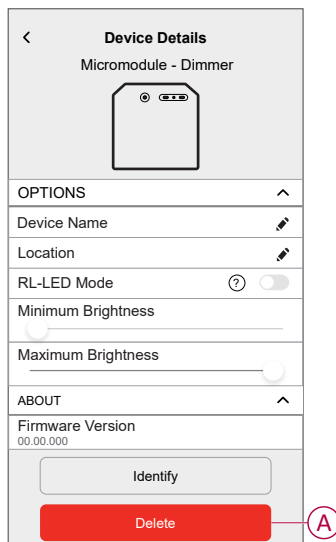 Device Details
Micromodule - Dimmer
OPTIONS
Device Name
Location
RL-LED Mode ?
Minimum Brightness
Maximum Brightness
ABOUT
Firmware Version
00.00.000
Identify
Delete
A